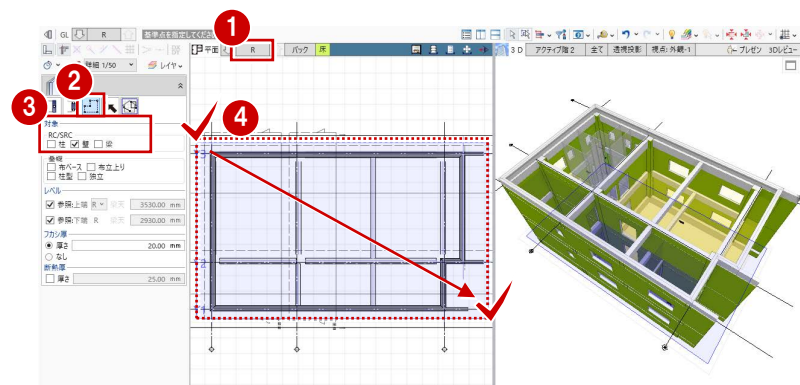 1
GL R 基準点を指定してください
平面 R バック 床
3D アクティブ階2 全て 透視投影 視点:外観-1 プレゼン 3Dレビュー
詳細 1/50 レイヤ
2
3
4
対象
RC/SRC
柱 壁 梁
基礎
布ベース 布立上り
柱型 独立
レベル
参照:上端 R 3530.00 mm
参照:下端 R 2930.00 mm
フカシ厚
厚さ 20.00 mm
なし
断熱厚
厚さ 25.00 mm